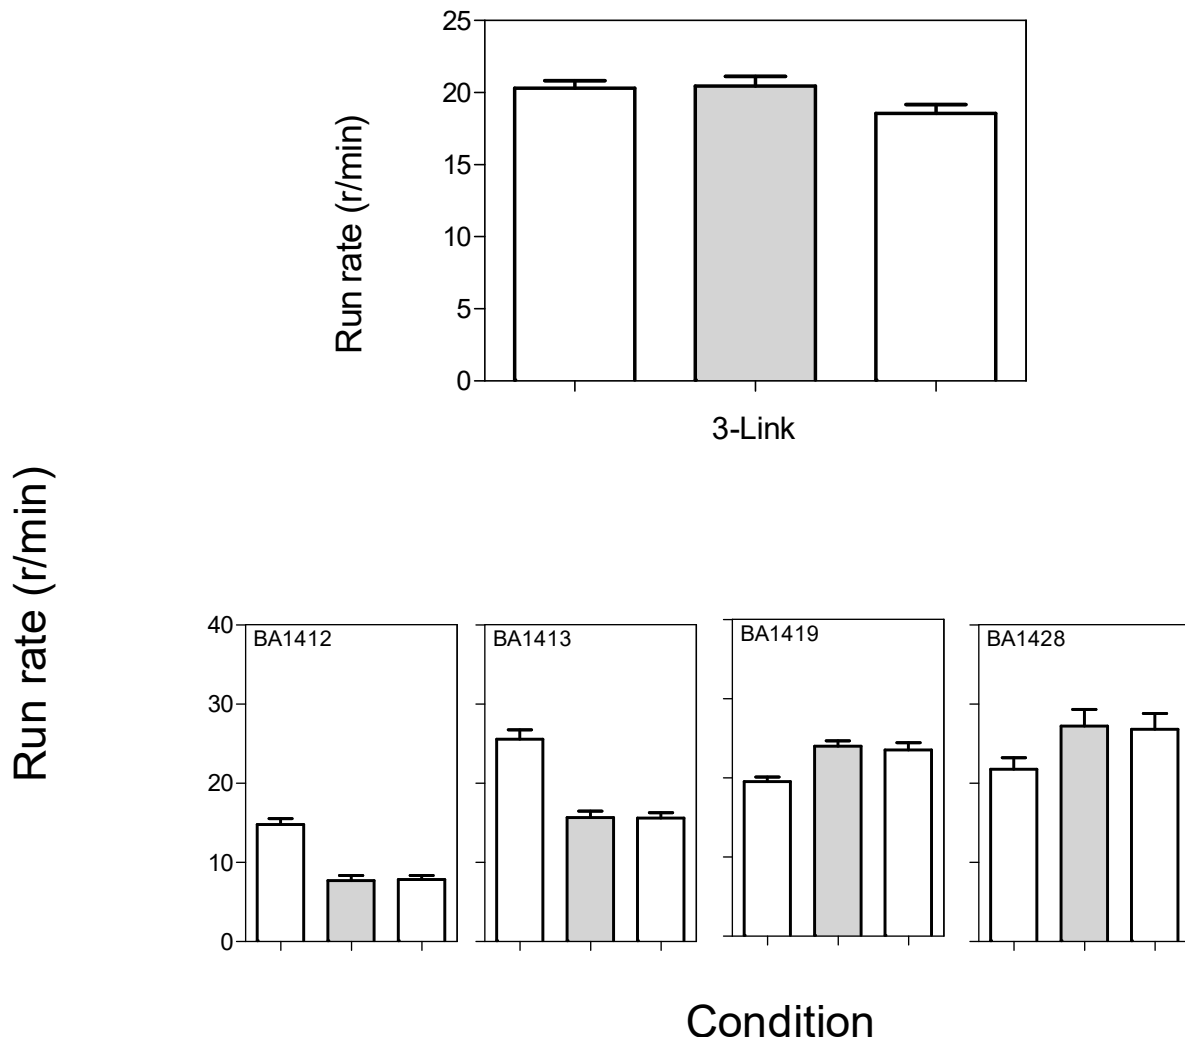 25
20
15
10
5
0
Run rate (r/min)
3-Link
Run rate (r/min)
40
30
20
10
0
BA1412
BA1413
BA1419
BA1428
Condition